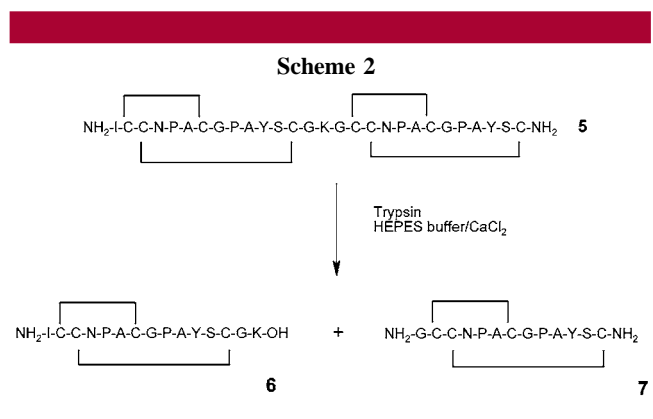 Scheme 2
NH2-I-C-C-N-P-A-C-G-P-A-Y-S-C-G-K-G-C-C-N-P-A-C-G-P-A-Y-S-C-NH2 5
Trypsin
HEPES buffer/CaCl2
NH2-I-C-C-N-P-A-C-G-P-A-Y-S-C-G-K-OH + NH2-G-C-C-N-P-A-C-G-P-A-Y-S-C-NH2
6 7